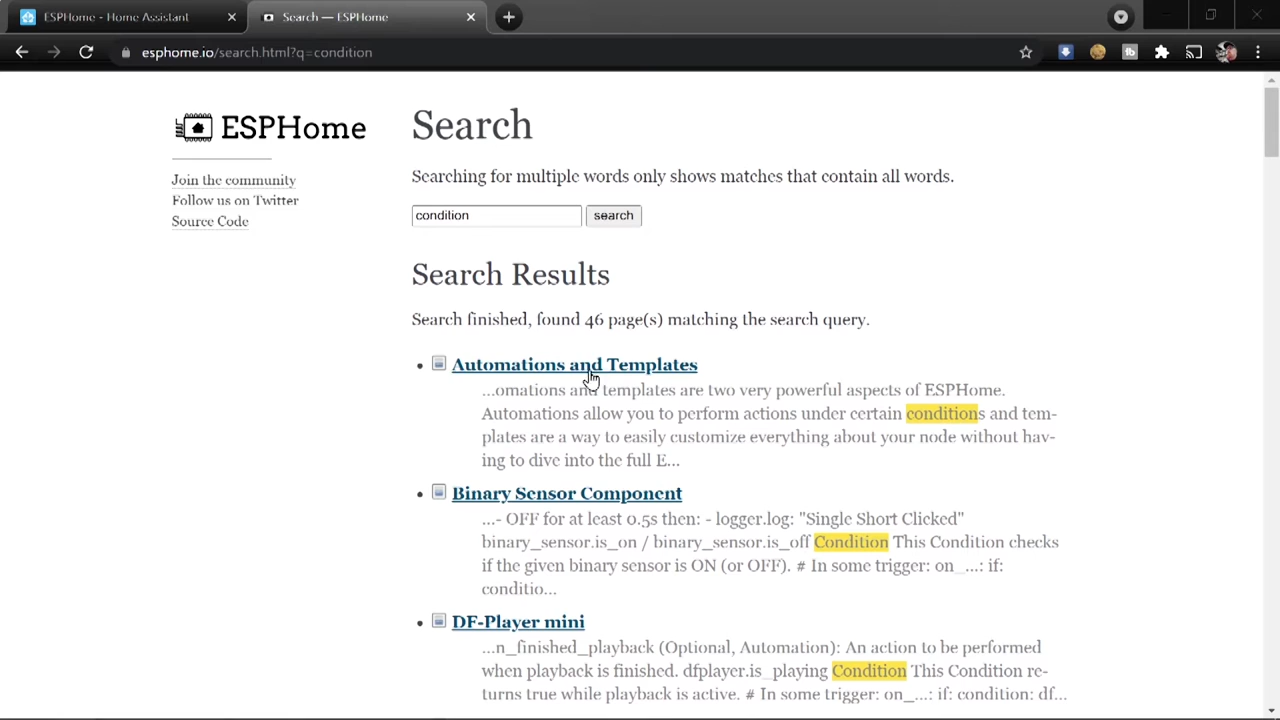 ESPHome - Home Assistant
Search — ESPHome
esphome.io/search.html?q=condition
ESPHome
Join the community
Follow us on Twitter
Source Code
Search
Searching for multiple words only shows matches that contain all words.
condition
search
Search Results
Search finished, found 46 page(s) matching the search query.
Automations and Templates
...omations and templates are two very powerful aspects of ESPHome.
Automations allow you to perform actions under certain conditions and tem-
plates are a way to easily customize everything about your node without hav-
ing to dive into the full E...
Binary Sensor Component
...- OFF for at least 0.5s then: - logger.log: "Single Short Clicked"
binary_sensor.is_on / binary_sensor.is_off Condition This Condition checks
if the given binary sensor is ON (or OFF). # In some trigger: on_...: if:
conditio...
DF-Player mini
...n_finished_playback (Optional, Automation): An action to be performed
when playback is finished. dfplayer.is_playing Condition This Condition re-
turns true while playback is active. # In some trigger: on_...: if: condition: df...